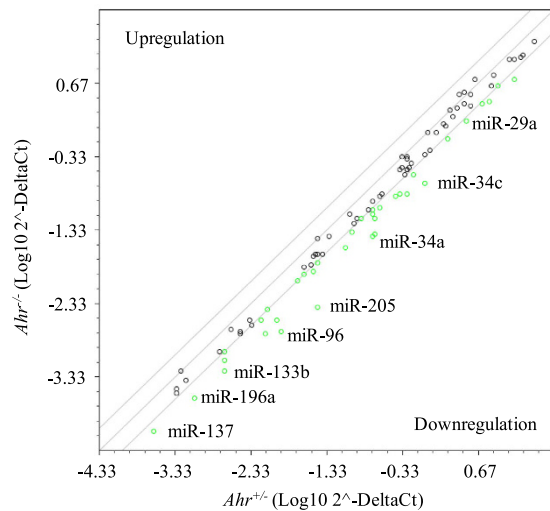 Upregulation
0.67
miR-29a
-0.33
miR-34c
-1.33
miR-34a
-2.33
miR-205
miR-96
-3.33
miR-133b
miR-196a
miR-137
Downregulation
-4.33 -3.33 -2.33 -1.33 -0.33 0.67
Ahr+/- (Log10 2^-DeltaCt)
Ahr-/- (Log10 2^-DeltaCt)